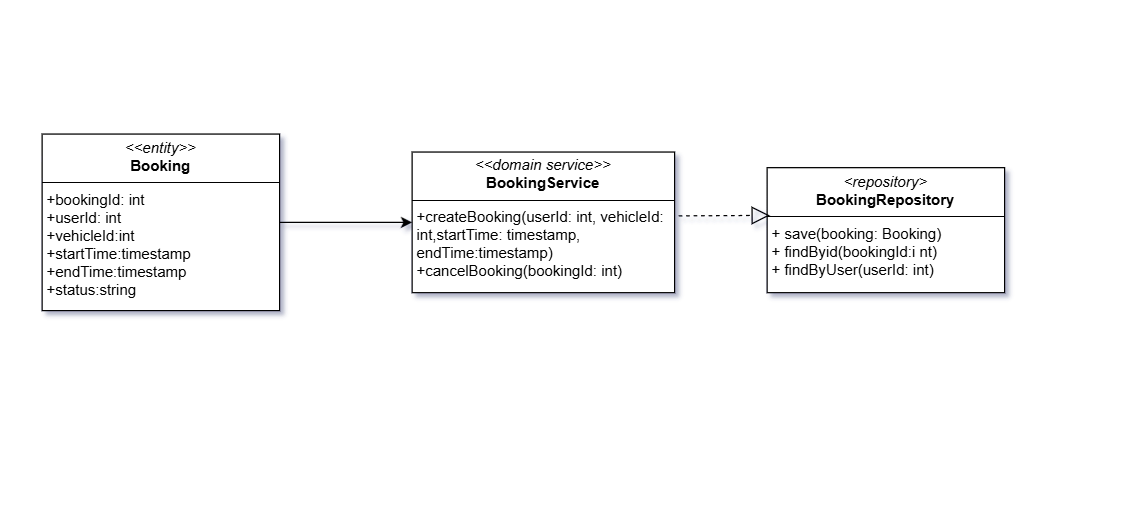 <<entity>>
Booking
+bookingId: int
+userId: int
+vehicleId:int
+startTime:timestamp
+endTime:timestamp
+status:string
<<domain service>>
BookingService
+createBooking(userId: int, vehicleId:
int,startTime: timestamp,
endTime:timestamp)
+cancelBooking(bookingId: int)
<repository>
BookingRepository
+ save(booking: Booking)
+ findByid(bookingId:i nt)
+ findByUser(userId: int)